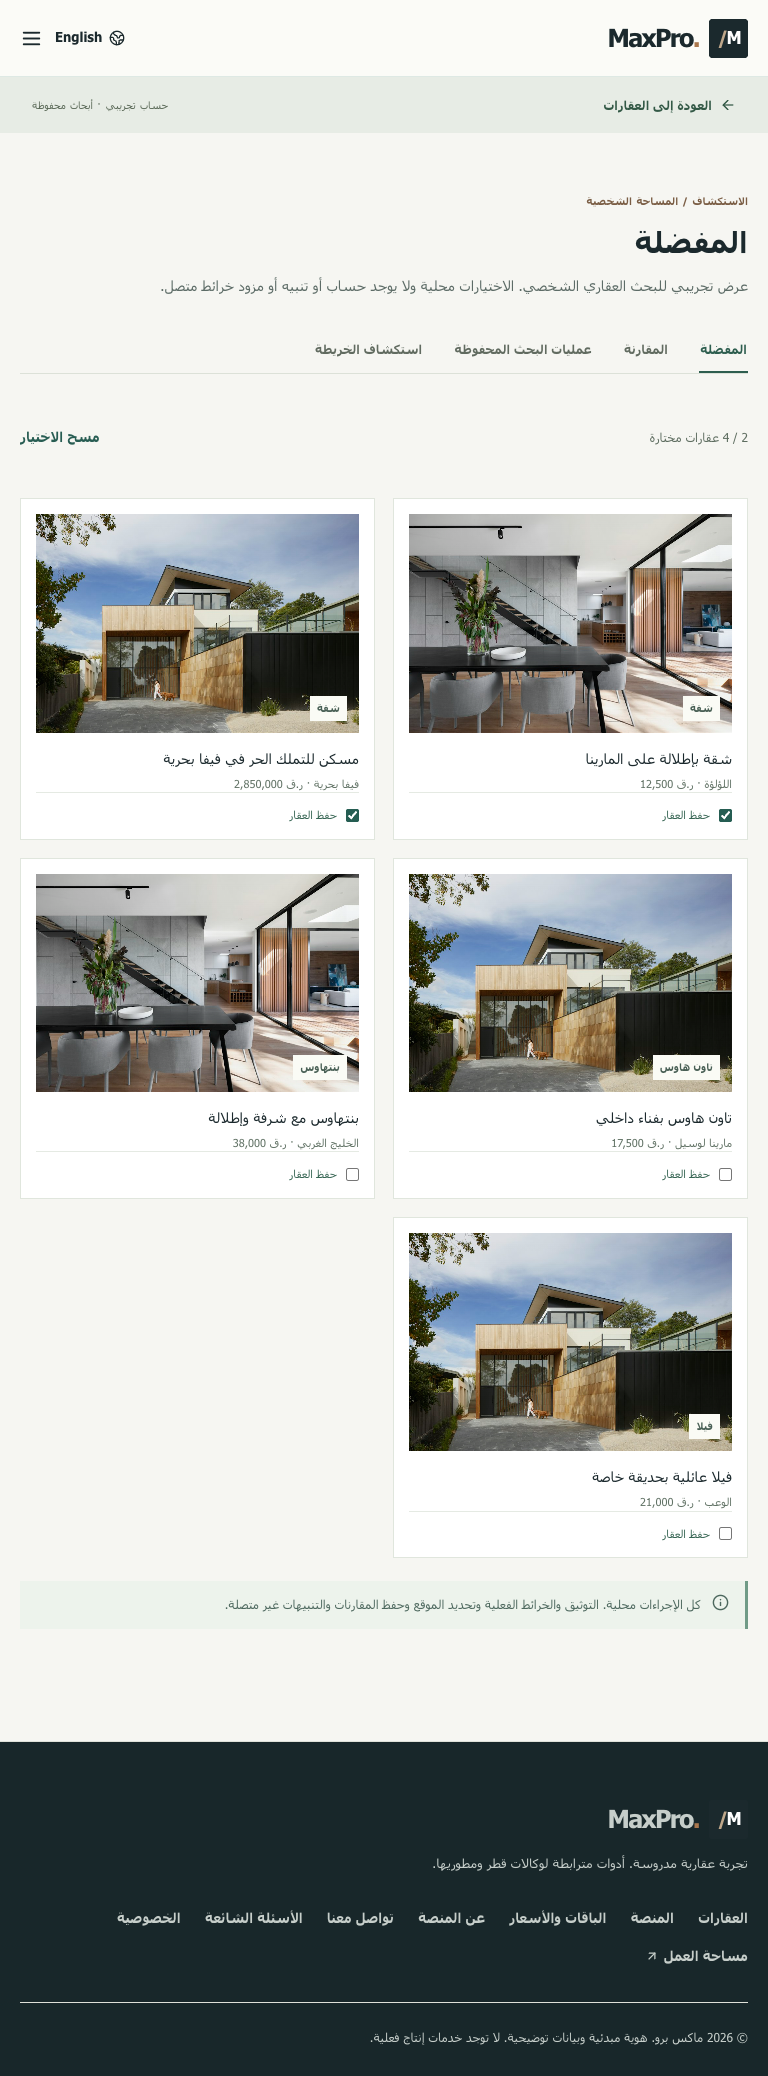 M/ MaxPro.
English
العودة إلى العقارات
حساب تجريبي · أبحاث محفوظة
الاستكشاف / المساحة الشخصية
المفضلة
عرض تجريبي للبحث العقاري الشخصي. الاختيارات محلية ولا يوجد حساب أو تنبيه أو مزود خرائط متصل.
المفضلة
المقارنة
عمليات البحث المحفوظة
استكشاف الخريطة
2 / 4 عقارات مختارة
مسح الاختيار
شقة
شقة بإطلالة على المارينا
اللؤلؤة · ر.ق 12,500
حفظ العقار
شقة
مسكن للتملك الحر في فيفا بحرية
فيفا بحرية · ر.ق 2,850,000
حفظ العقار
تاون هاوس
تاون هاوس بفناء داخلي
مارينا لوسيل · ر.ق 17,500
حفظ العقار
بنتهاوس
بنتهاوس مع شرفة وإطلالة
الخليج الغربي · ر.ق 38,000
حفظ العقار
فيلا
فيلا عائلية بحديقة خاصة
الوعب · ر.ق 21,000
حفظ العقار
كل الإجراءات محلية. التوثيق والخرائط الفعلية وتحديد الموقع وحفظ المقارنات والتنبيهات غير متصلة.
M/ MaxPro.
تجربة عقارية مدروسة. أدوات مترابطة لوكالات قطر ومطوريها.
العقارات
المنصة
الباقات والأسعار
عن المنصة
تواصل معنا
الأسئلة الشائعة
الخصوصية
مساحة العمل
© 2026 ماكس برو. هوية مبدئية وبيانات توضيحية. لا توجد خدمات إنتاج فعلية.